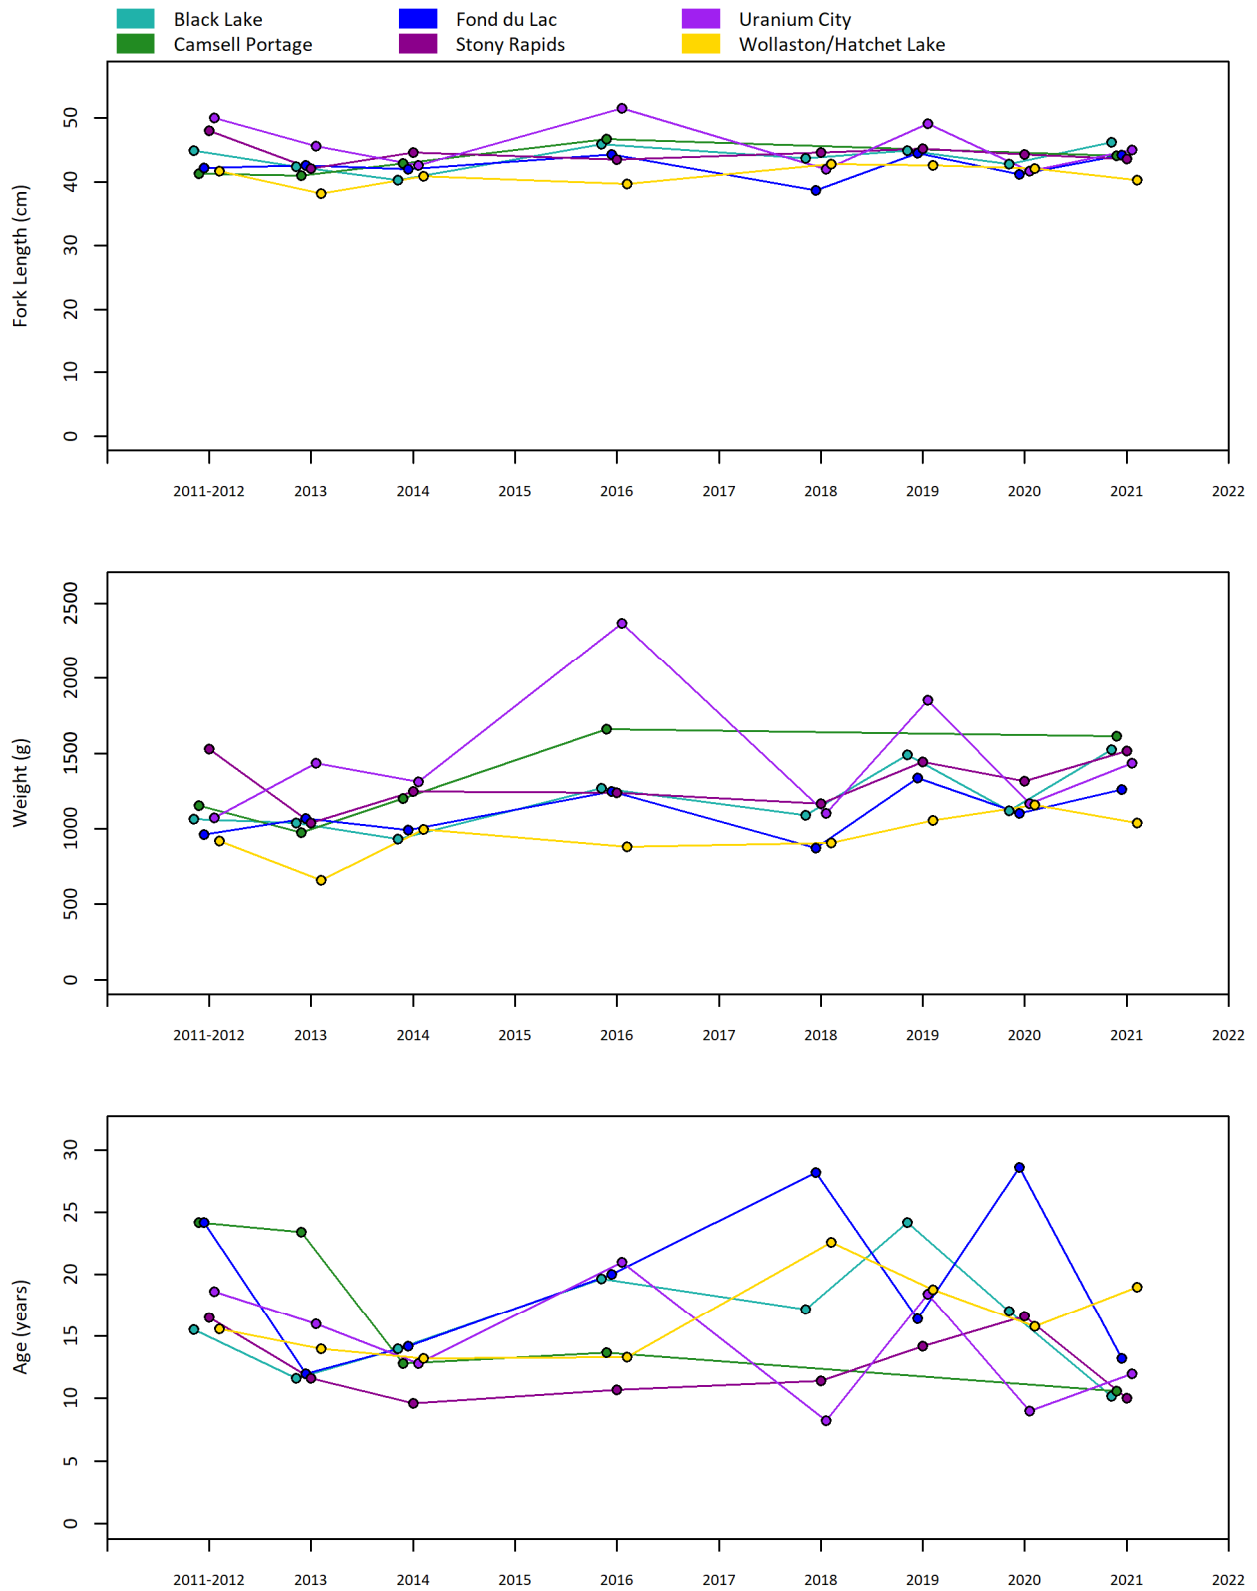 Black Lake Fond du Lac Uranium City
Camsell Portage Stony Rapids Wollaston/Hatchet Lake
Fork Length (cm)
50
40
30
20
10
0
2011-2012 2013 2014 2015 2016 2017 2018 2019 2020 2021 2022
Weight (g)
2500
2000
1500
1000
500
0
2011-2012 2013 2014 2015 2016 2017 2018 2019 2020 2021 2022
Age (years)
30
25
20
15
10
5
0
2011-2012 2013 2014 2015 2016 2017 2018 2019 2020 2021 2022